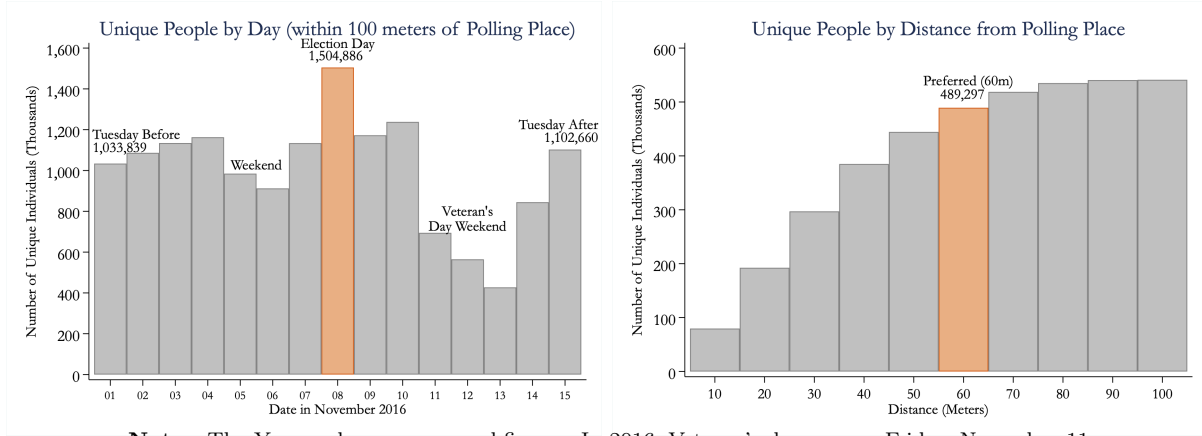 Unique People by Day (within 100 meters of Polling Place)
Number of Unique Individuals (Thousands)
1,600
1,400
1,200
1,000
800
600
400
200
0
Tuesday Before
1,033,839
Weekend
Election Day
1,504,886
Veteran's
Day Weekend
Tuesday After
1,102,660
01 02 03 04 05 06 07 08 09 10 11 12 13 14 15
Date in November 2016
Unique People by Distance from Polling Place
Number of Unique Individuals (Thousands)
600
500
400
300
200
100
0
Preferred (60m)
489,297
10 20 30 40 50 60 70 80 90 100
Distance (Meters)